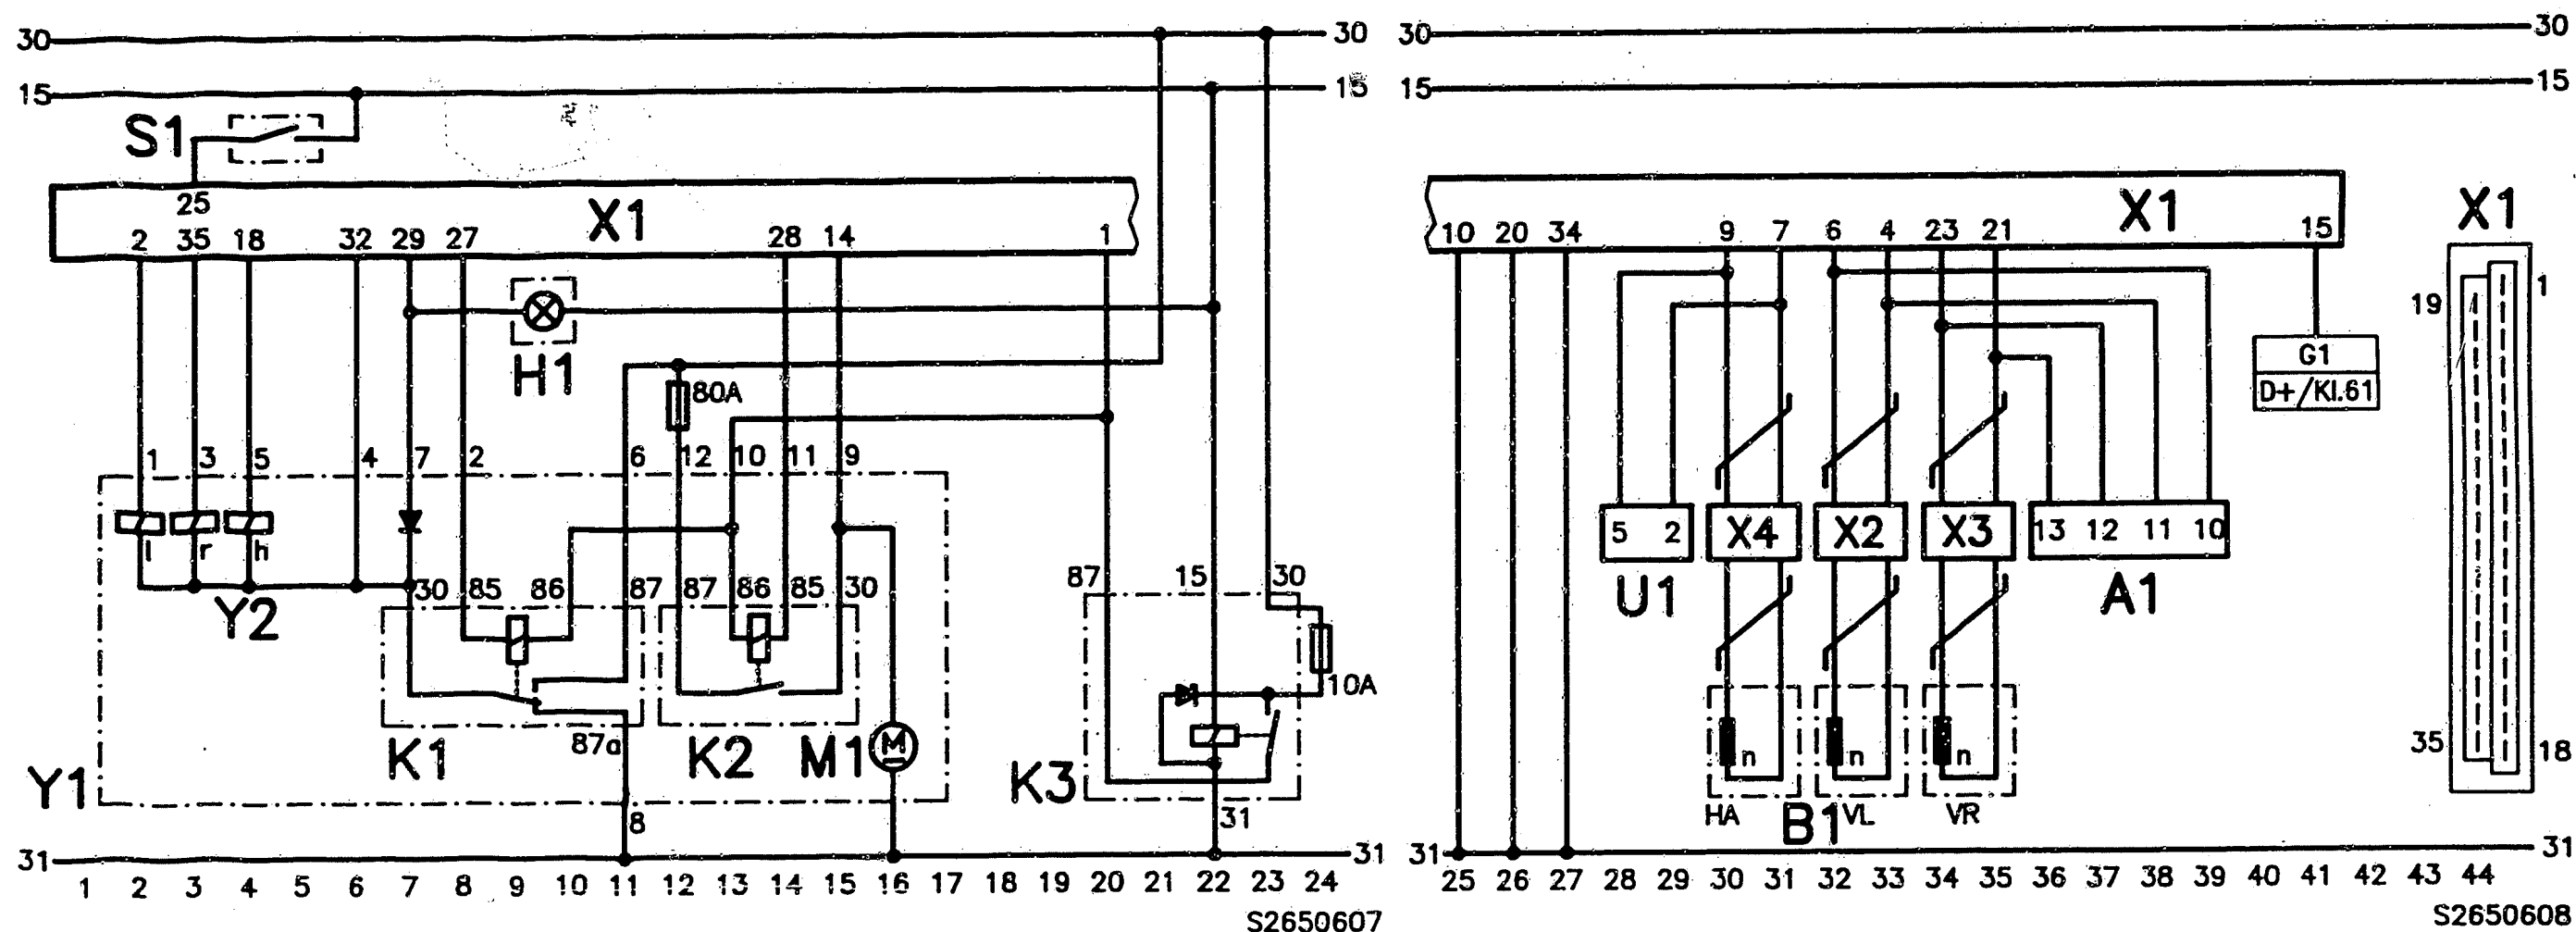 30 30 30 30
15 15 15 15
S1
25 X1 X1 X1
2 35 18 32 29 27 28 14 1 10 20 34 9 7 6 4 23 21 15
19 1
H1
G1
D+/Kl.61
80A
1 3 5 4 7 2 6 12 10 11 9
l r h
5 2 X4 X2 X3 13 12 11 10
U1 A1
Y2
30 85 86 87 87 86 85 30 87 15 30
10A
87a
K1 K2 M1 M
n n n
35 18
Y1 K3
HA B1 VL VR
8 31
31 31 31 31
1 2 3 4 5 6 7 8 9 10 11 12 13 14 15 16 17 18 19 20 21 22 23 24 25 26 27 28 29 30 31 32 33 34 35 36 37 38 39 40 41 42 43 44
S2650607 S2650608